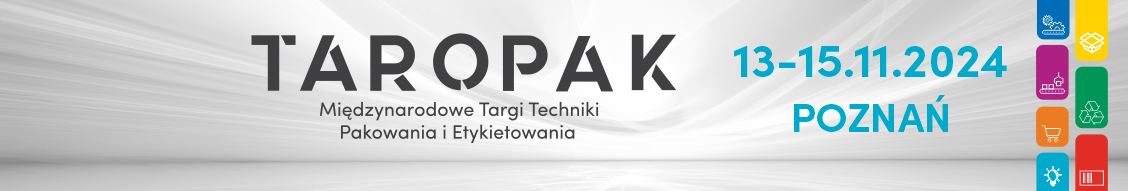 TAROPAK
Międzynarodowe Targi Techniki
Pakowania i Etykietowania
13-15.11.2024
POZNAŃ